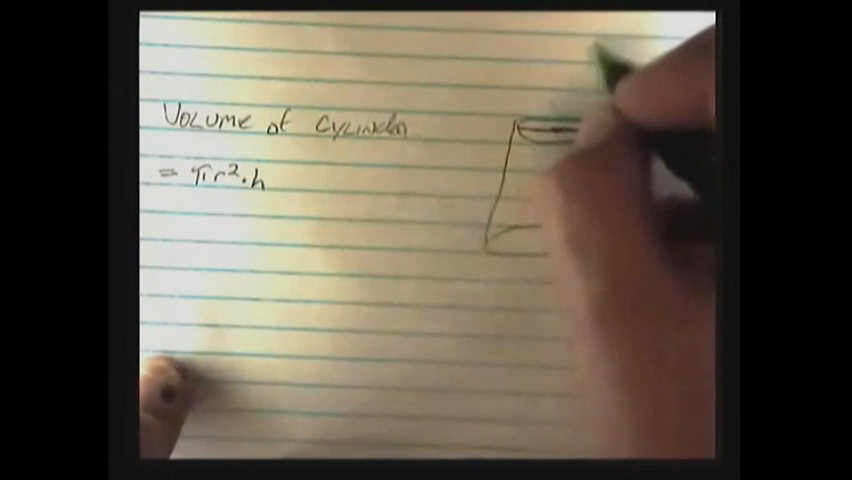 VOLUME of CYLINDER
= πr².h